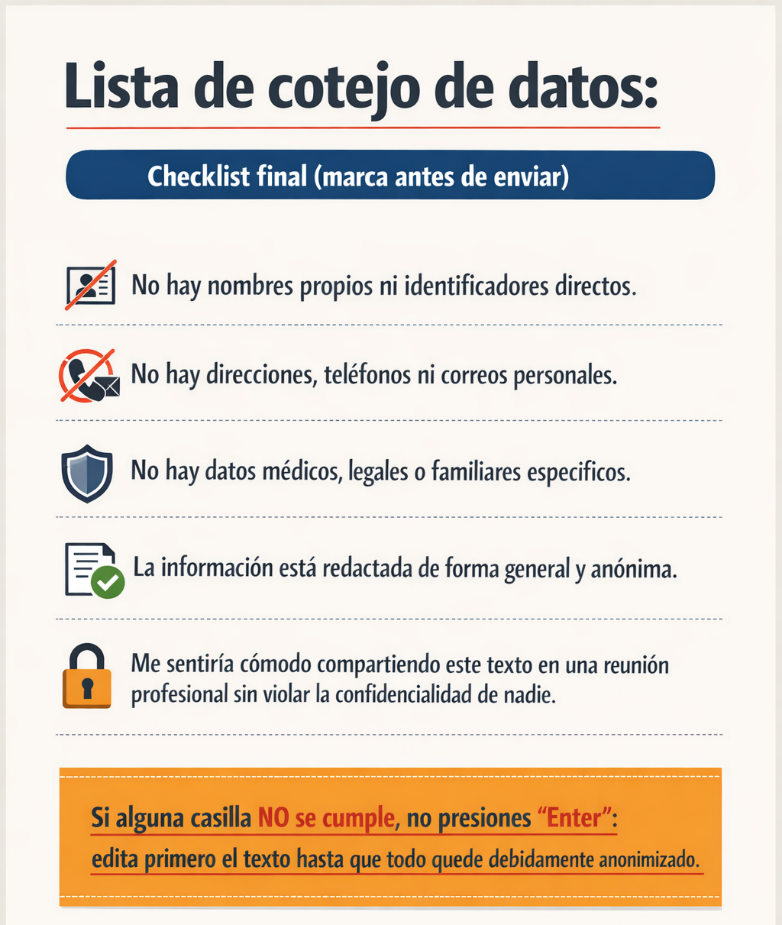 Lista de cotejo de datos:
Checklist final (marca antes de enviar)
No hay nombres propios ni identificadores directos.
No hay direcciones, teléfonos ni correos personales.
No hay datos médicos, legales o familiares especificos.
La información está redactada de forma general y anónima.
Me sentiría cómodo compartiendo este texto en una reunión
profesional sin violar la confidencialidad de nadie.
Si alguna casilla NO se cumple, no presiones “Enter”:
edita primero el texto hasta que todo quede debidamente anonimizado.